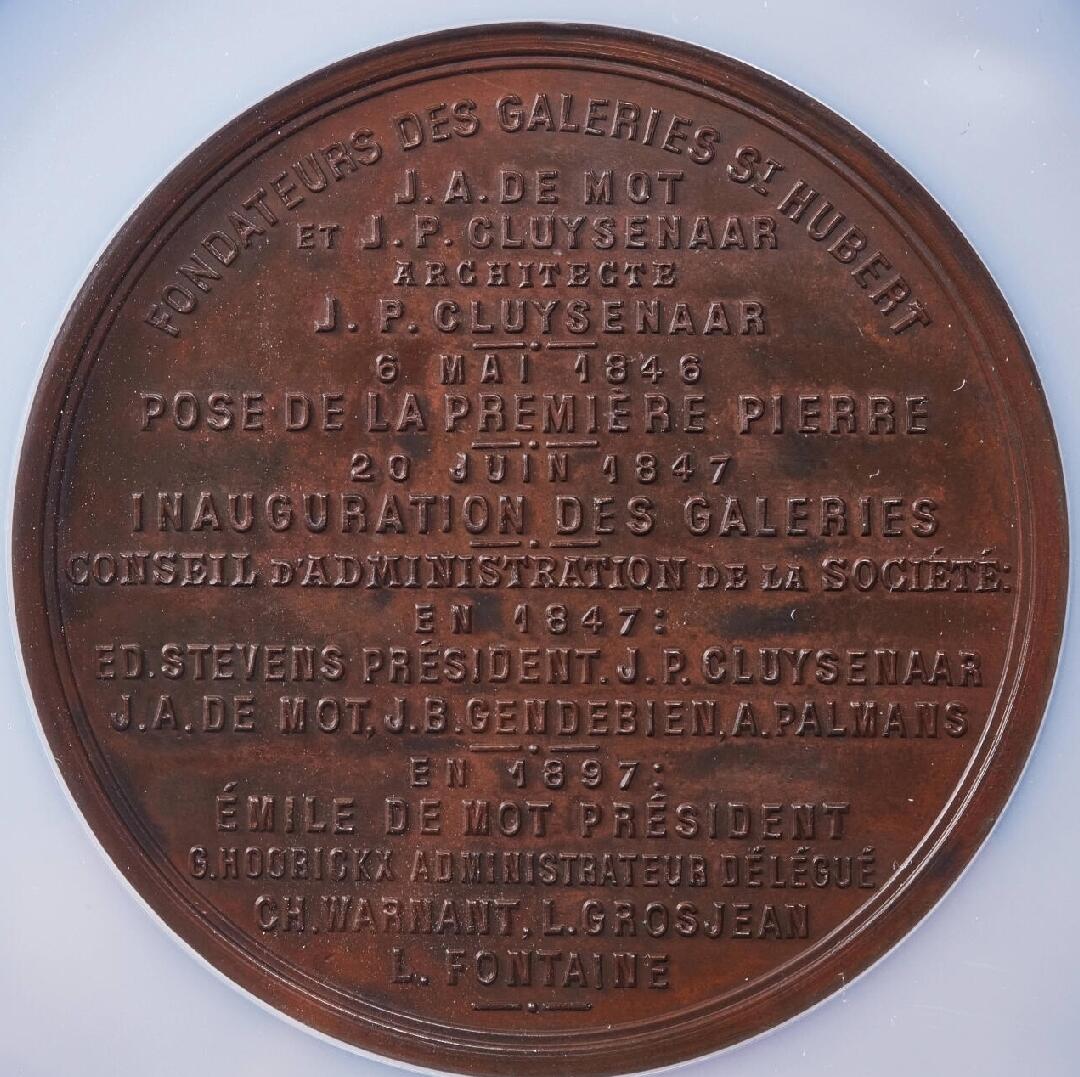 FONDATEURS DES GALERIES ST HUBERT
J.A. DE MOT
ET J.P. CLUYSENAAR
ARCHITECTE
J. P. CLUYSENAAR
6 MAI 1846
POSE DE LA PREMIÈRE PIERRE
20 JUIN 1847
INAUGURATION DES GALERIES
CONSEIL D'ADMINISTRATION DE LA SOCIÉTÉ:
EN 1847:
ED. STEVENS PRÉSIDENT. J.P. CLUYSENAAR
J.A. DE MOT, J.B. GENDEBIEN, A. PALMANS
EN 1897:
ÉMILE DE MOT PRÉSIDENT
G. HOORICKX ADMINISTRATEUR DÉLÉGUÉ
CH. WARNANT, L. GROSJEAN
L. FONTAINE